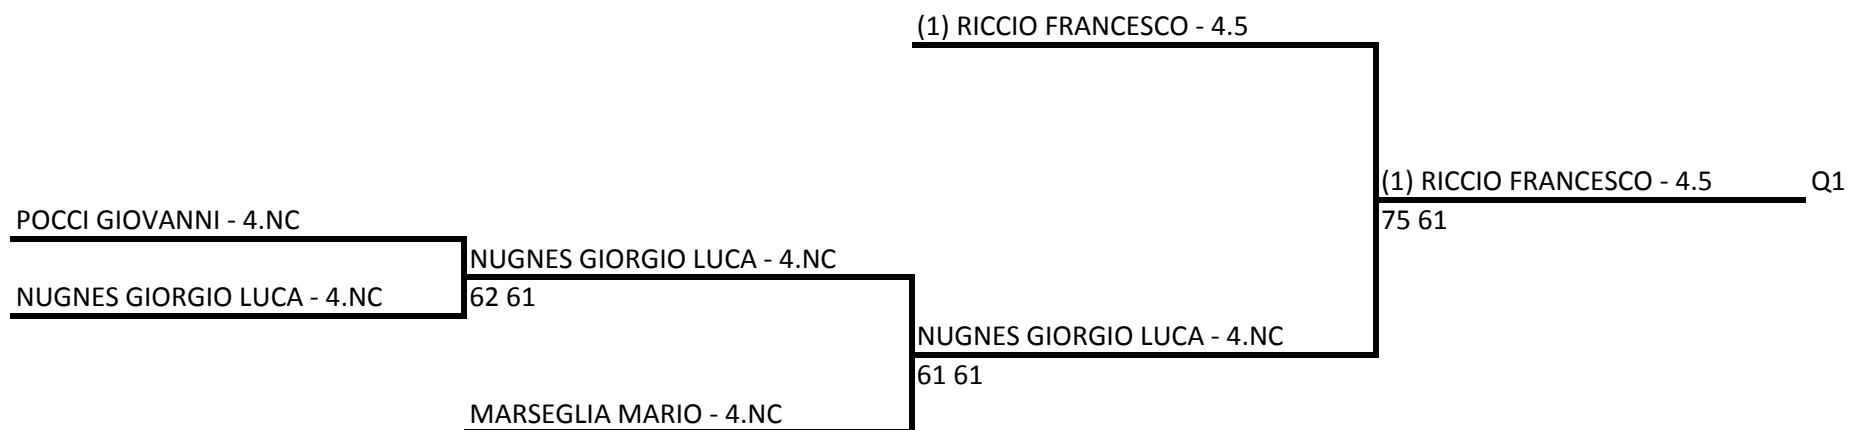 (1) RICCIO FRANCESCO - 4.5
(1) RICCIO FRANCESCO - 4.5 Q1
POCCI GIOVANNI - 4.NC
75 61
NUGNES GIORGIO LUCA - 4.NC
NUGNES GIORGIO LUCA - 4.NC
62 61
NUGNES GIORGIO LUCA - 4.NC
61 61
MARSEGLIA MARIO - 4.NC